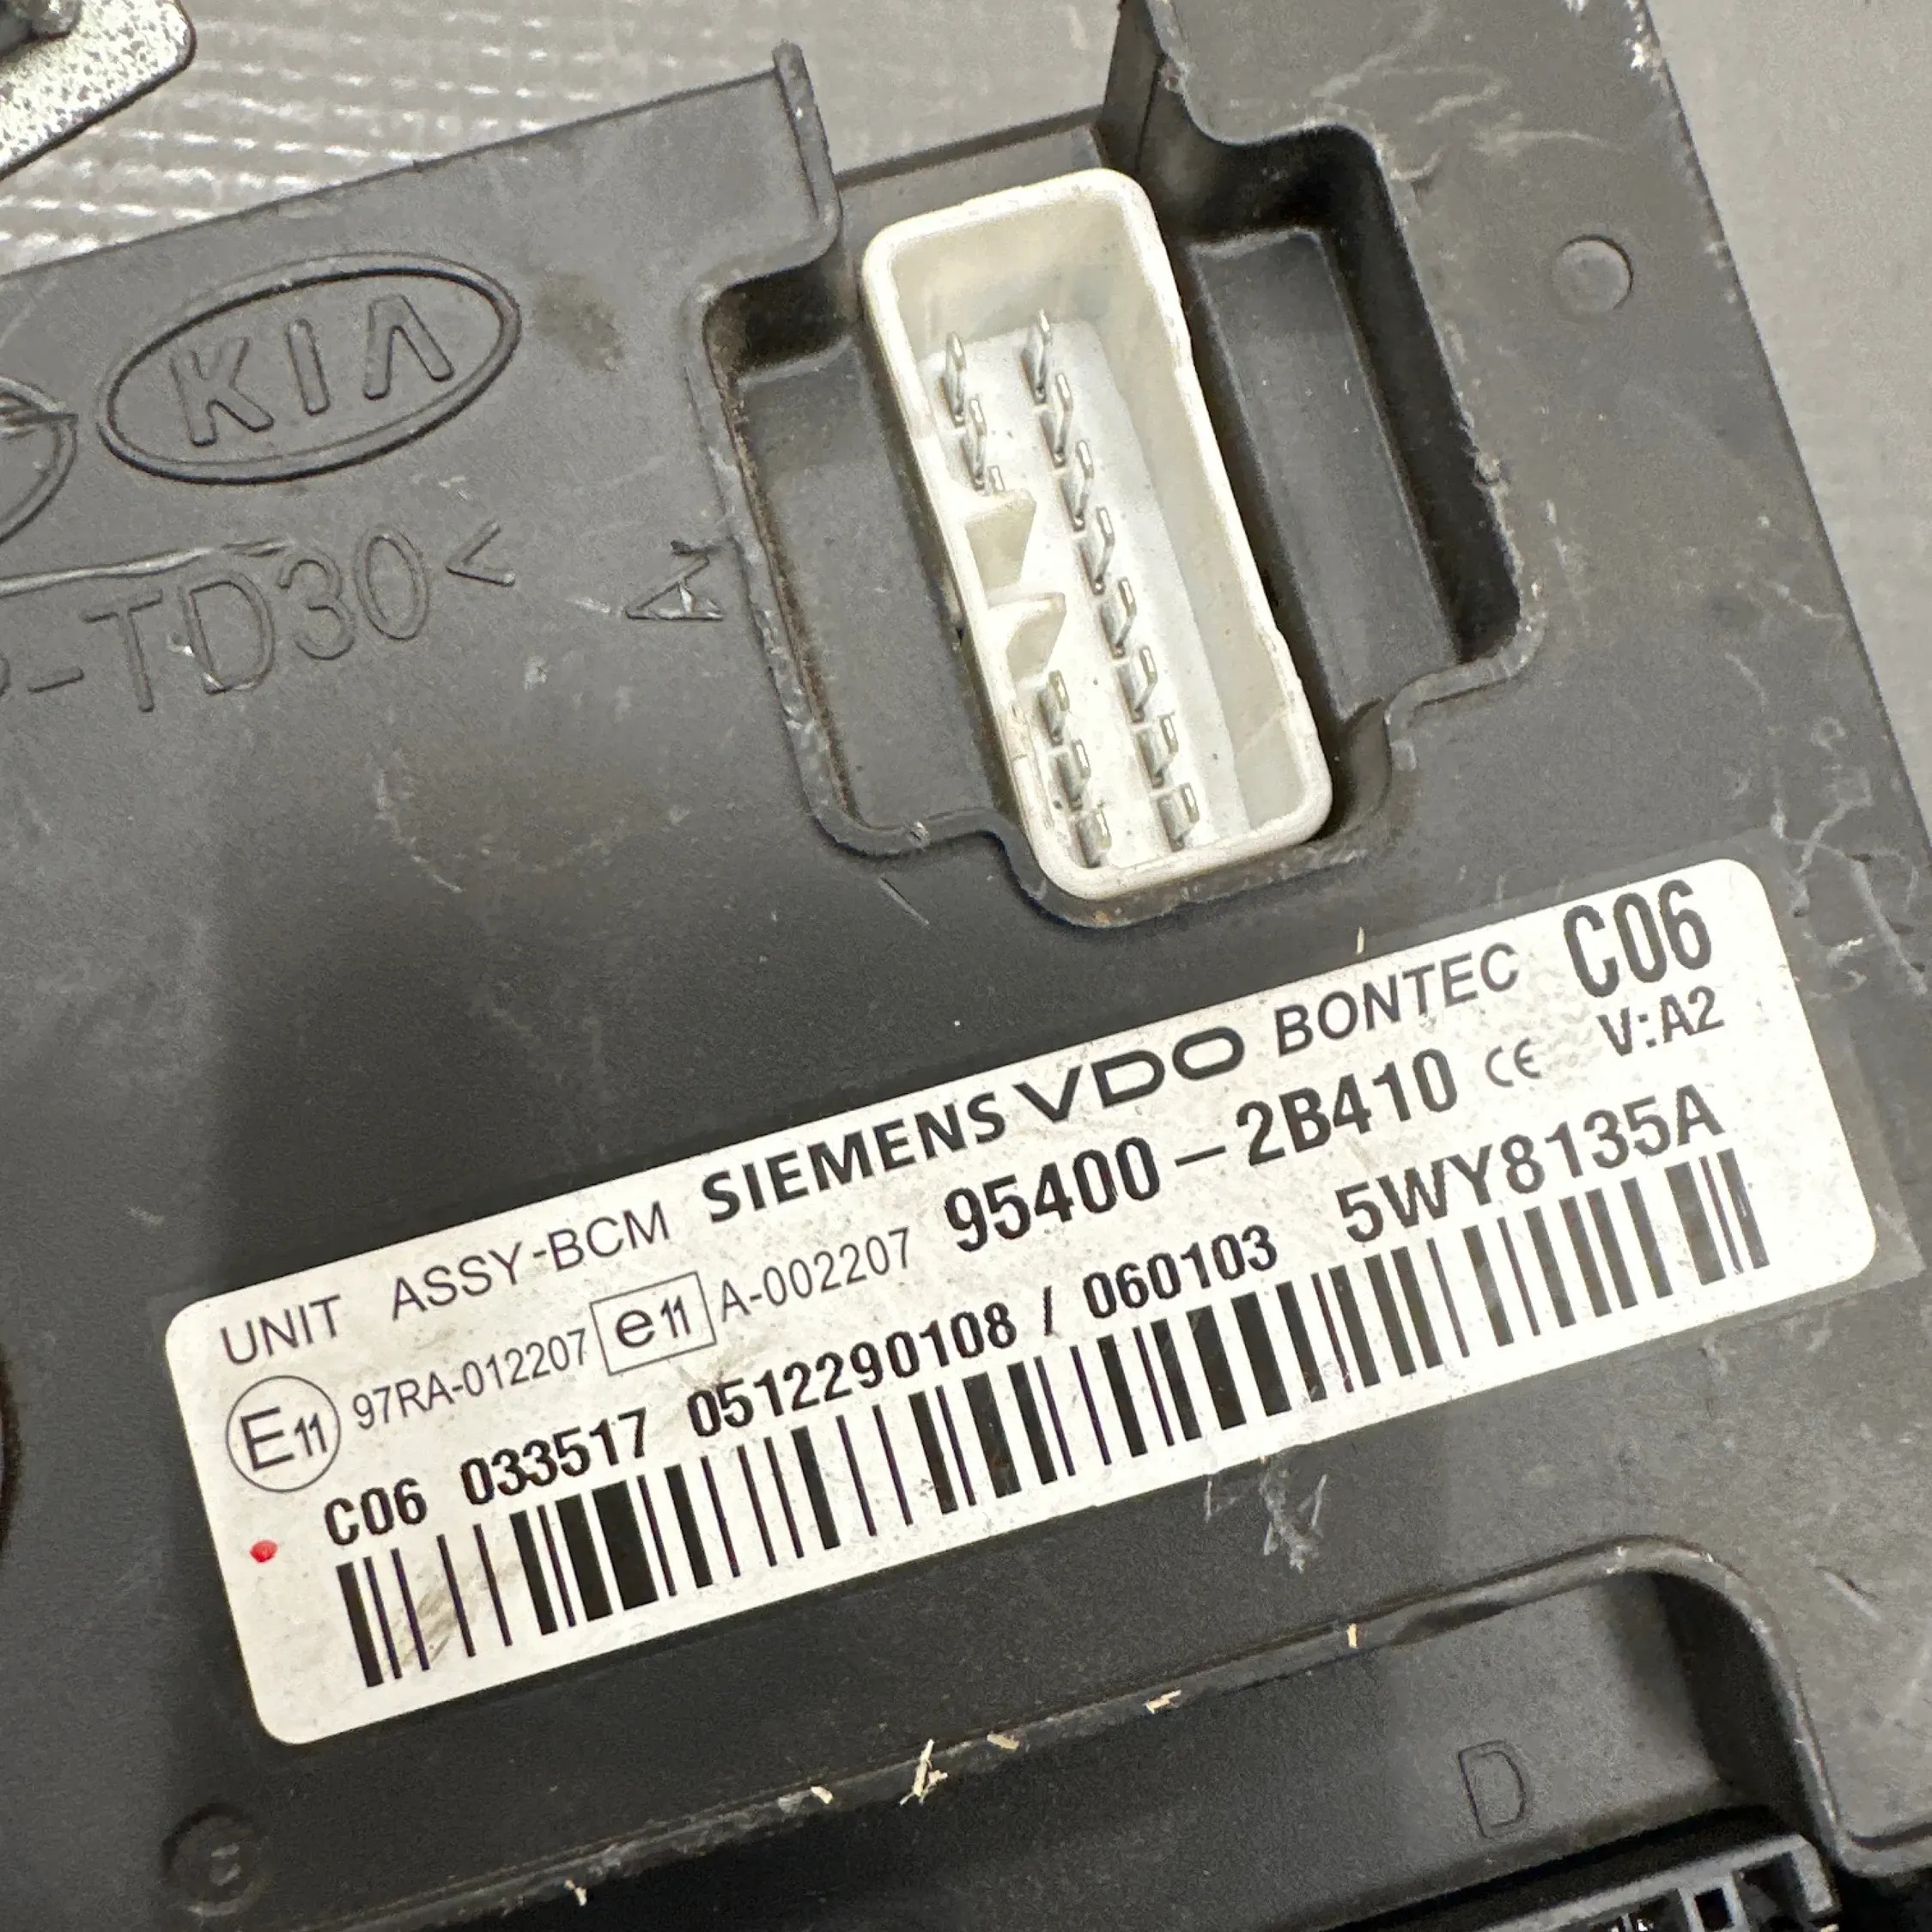 KIA
-TD30<
A
UNIT ASSY-BCM SIEMENS VDO BONTEC C06
E11 97RA-012207 e11 A-002207 95400-2B410 CE V:A2
C06 033517 0512290108 / 060103 5WY8135A
D